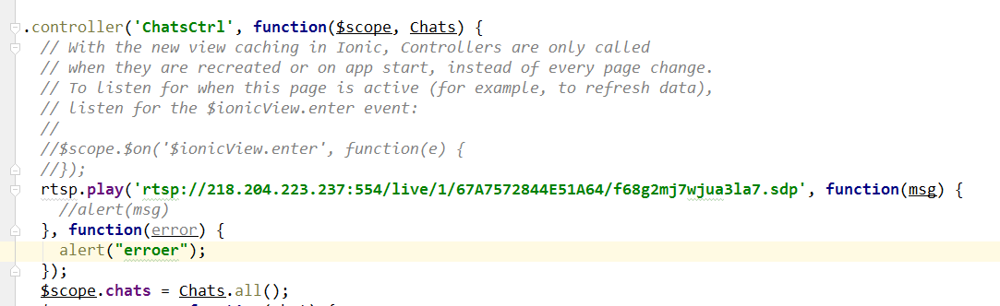 .controller('ChatsCtrl', function($scope, Chats) {
// With the new view caching in Ionic, Controllers are only called
// when they are recreated or on app start, instead of every page change.
// To listen for when this page is active (for example, to refresh data),
// listen for the $ionicView.enter event:
//
//$scope.$on('$ionicView.enter', function(e) {
//});
rtsp.play('rtsp://218.204.223.237:554/live/1/67A7572844E51A64/f68g2mj7wjua3la7.sdp', function(msg) {
//alert(msg)
}, function(error) {
alert("erroer");
});
$scope.chats = Chats.all();